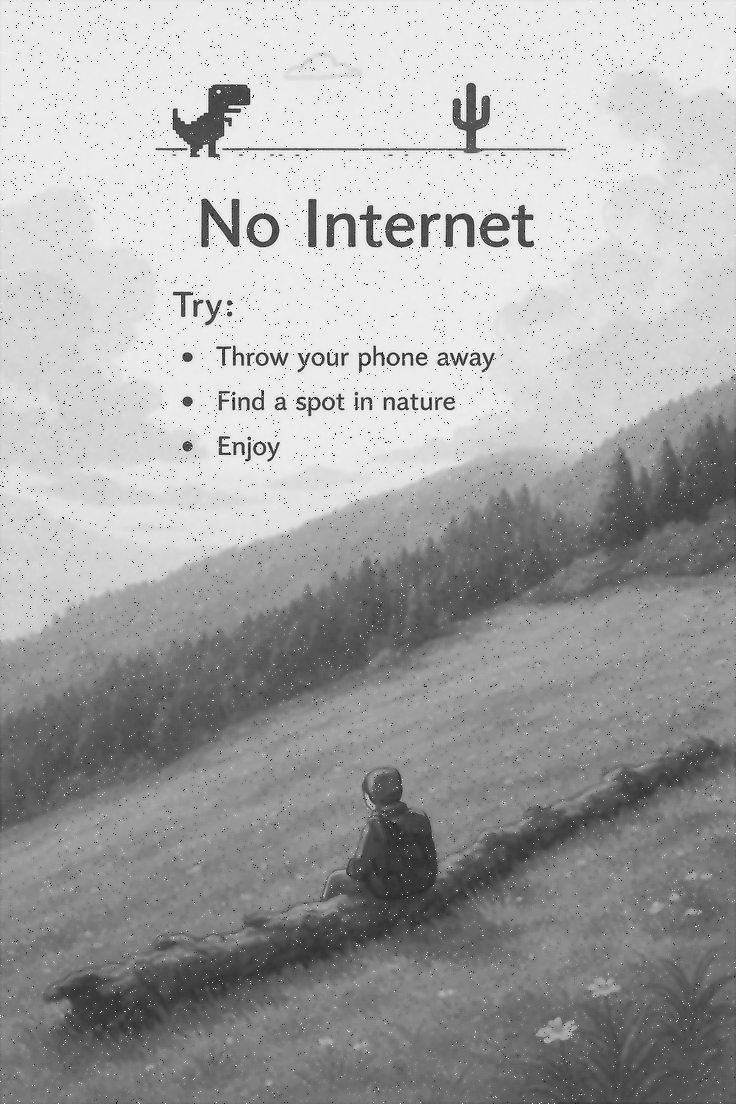 No Internet
Try:
• Throw your phone away
• Find a spot in nature
• Enjoy